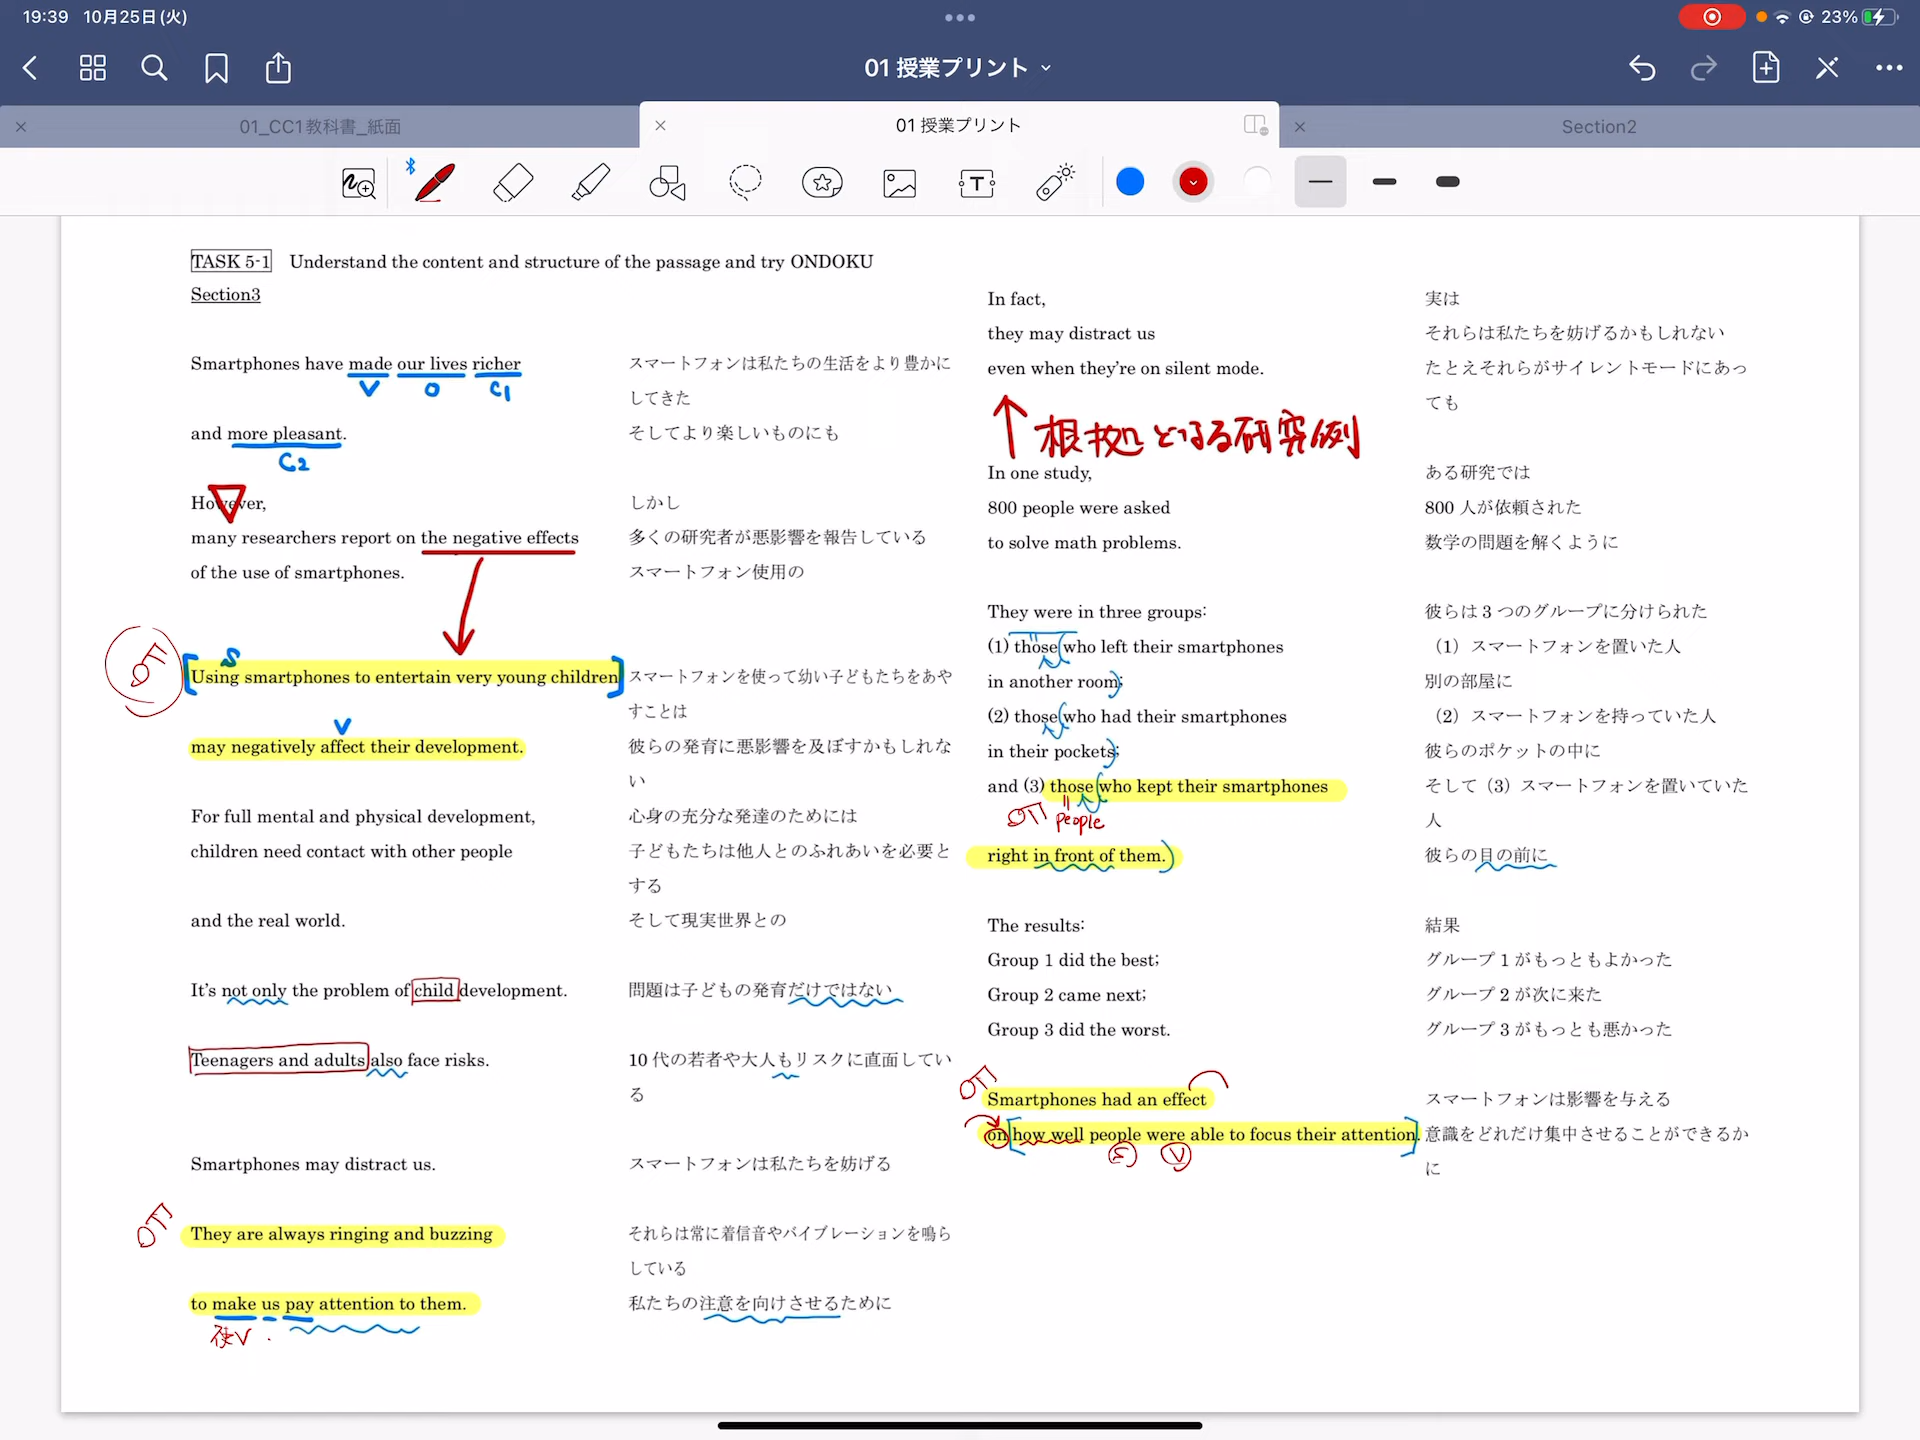 19:39 10月25日(火)
23%
01 授業プリント
01_CC1教科書_紙面
01 授業プリント
Section2
TASK 5-1 Understand the content and structure of the passage and try ONDOKU
Section3
Smartphones have made our lives richer
V O C1
スマートフォンは私たちの生活をより豊かに
してきた
and more pleasant.
C2
そしてより楽しいものにも
However,
しかし
many researchers report on the negative effects
多くの研究者が悪影響を報告している
of the use of smartphones.
スマートフォン使用の
S
Using smartphones to entertain very young children
スマートフォンを使って幼い子どもたちをあや
すことは
V
may negatively affect their development.
彼らの発育に悪影響を及ぼすかもしれな
い
For full mental and physical development,
心身の充分な発達のためには
children need contact with other people
子どもたちは他人とのふれあいを必要と
する
and the real world.
そして現実世界との
It's not only the problem of child development.
問題は子どもの発育だけではない
Teenagers and adults also face risks.
10 代の若者や大人もリスクに直面してい
る
Smartphones may distract us.
スマートフォンは私たちを妨げる
They are always ringing and buzzing
それらは常に着信音やバイブレーションを鳴ら
している
to make us pay attention to them.
使V
私たちの注意を向けさせるために
In fact,
実は
they may distract us
それらは私たちを妨げるかもしれない
even when they're on silent mode.
たとえそれらがサイレントモードにあっ
ても
根拠となる研究例
In one study,
ある研究では
800 people were asked
800 人が依頼された
to solve math problems.
数学の問題を解くように
They were in three groups:
彼らは 3 つのグループに分けられた
(1) those who left their smartphones
（1）スマートフォンを置いた人
in another room;
別の部屋に
(2) those who had their smartphones
（2）スマートフォンを持っていた人
in their pockets;
彼らのポケットの中に
and (3) those who kept their smartphones
people
そして（3）スマートフォンを置いていた
人
right in front of them.
彼らの目の前に
The results:
結果
Group 1 did the best;
グループ 1 がもっともよかった
Group 2 came next;
グループ 2 が次に来た
Group 3 did the worst.
グループ 3 がもっとも悪かった
Smartphones had an effect
スマートフォンは影響を与える
on how well people were able to focus their attention.
S V
意識をどれだけ集中させることができるか
に